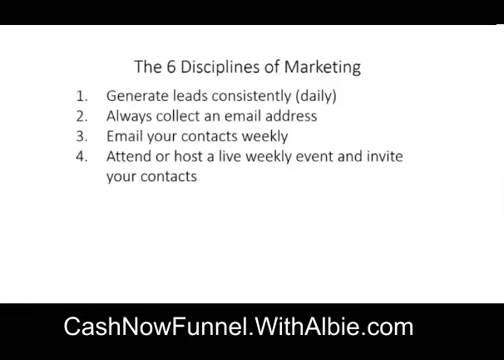 The 6 Disciplines of Marketing
1. Generate leads consistently (daily)
2. Always collect an email address
3. Email your contacts weekly
4. Attend or host a live weekly event and invite
your contacts
CashNowFunnel.WithAlbie.com